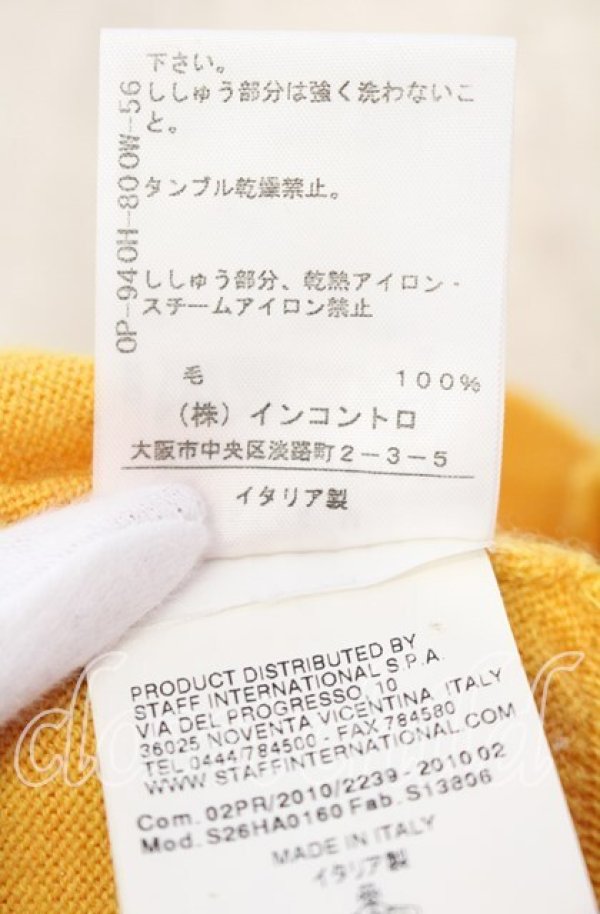 下さい。
ししゅう部分は強く洗わないこ
と。
タンブル乾燥禁止。
ししゅう部分、乾熱アイロン・
スチームアイロン禁止
毛 100%
(株) インコントロ
大阪市中央区淡路町2-3-5
イタリア製
OP-940H-800W-56
PRODUCT DISTRIBUTED BY
STAFF INTERNATIONAL S.P.A.
VIA DEL PROGRESSO, 10
36025 NOVENTA VICENTINA, ITALY
TEL 0444/784500 - FAX 784580
WWW.STAFFINTERNATIONAL.COM
Com. 02PR/2010/2239 - 2010 02
Mod. S26HA0160 Fab. S13806
MADE IN ITALY
イタリア製